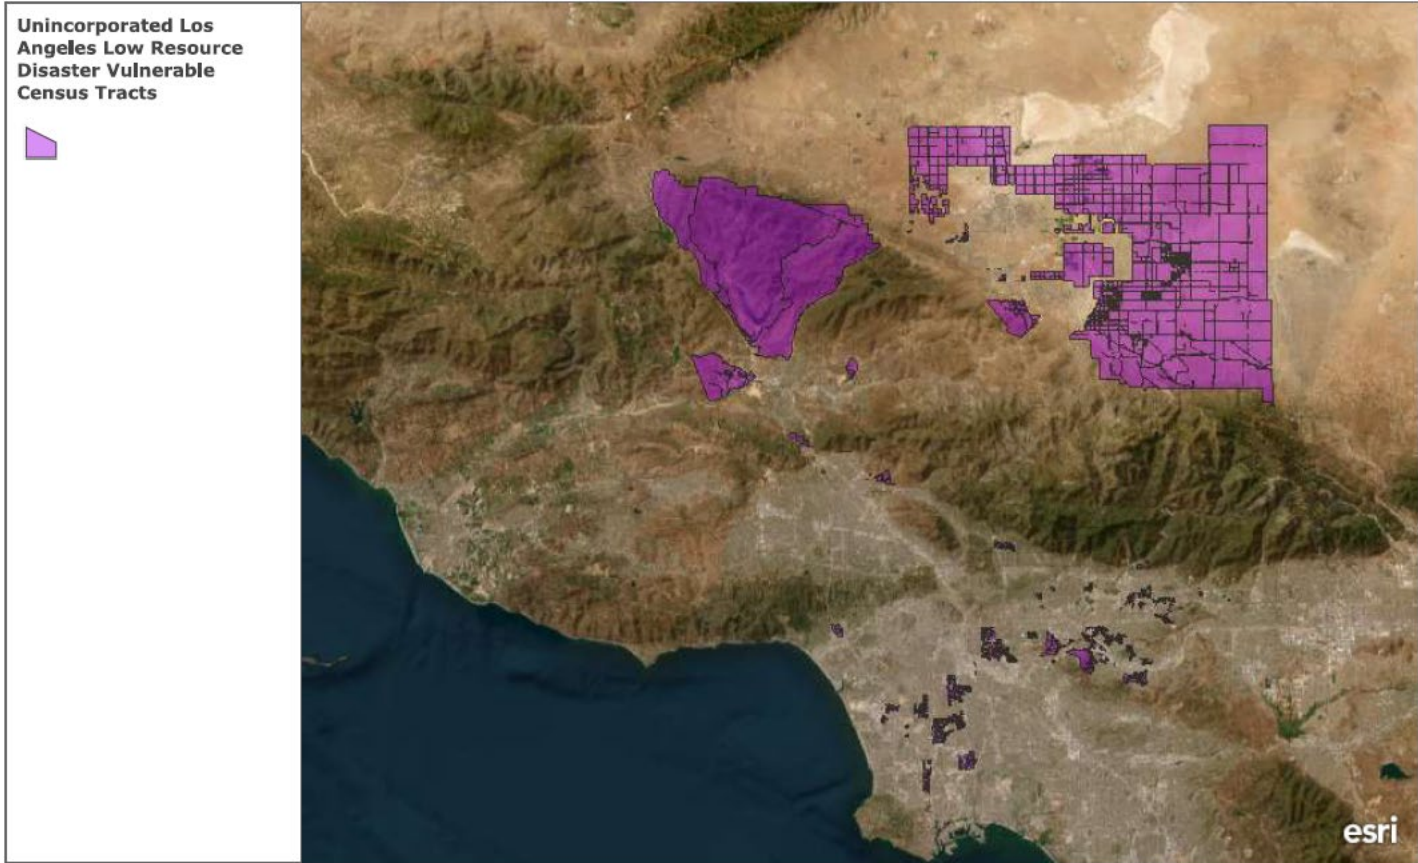 Unincorporated Los
Angeles Low Resource
Disaster Vulnerable
Census Tracts
esri